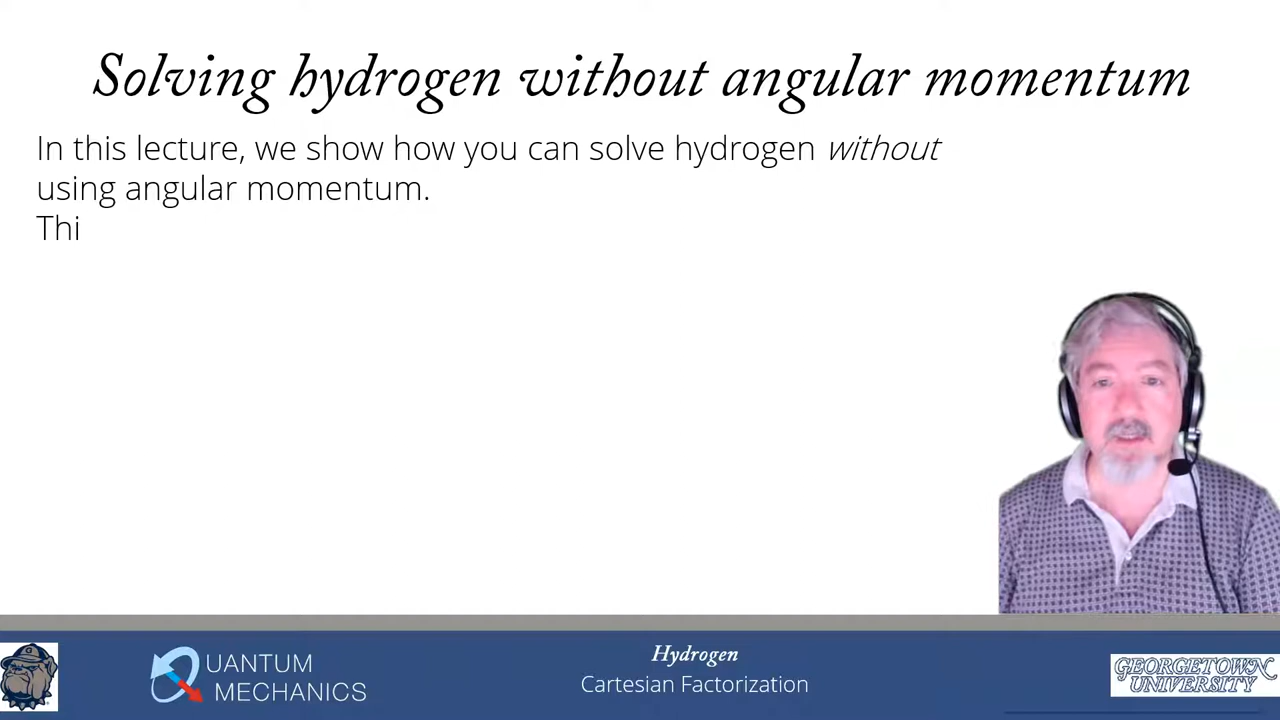 Solving hydrogen without angular momentum
In this lecture, we show how you can solve hydrogen without
using angular momentum.
Thi
QUANTUM
MECHANICS
Hydrogen
Cartesian Factorization
GEORGETOWN
UNIVERSITY